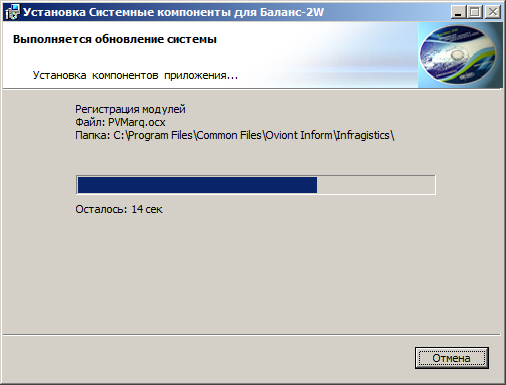 Установка Системные компоненты для Баланс-2W
Выполняется обновление системы
Установка компонентов приложения...
Регистрация модулей
Файл: PVMarq.ocx
Папка: C:\Program Files\Common Files\Oviont Inform\Infragistics\
Осталось: 14 сек
Отмена